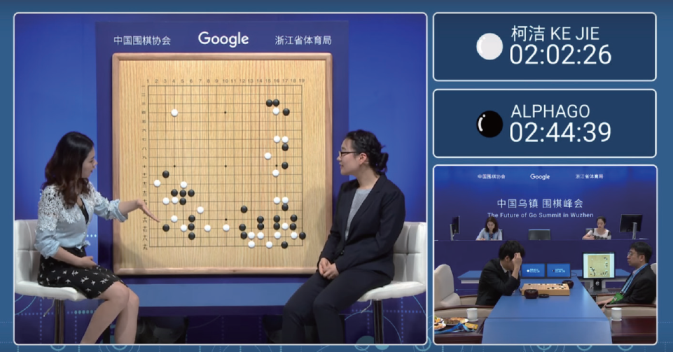 中国围棋协会
Google
浙江省体育局
柯洁 KE JIE
02:02:26
ALPHAGO
02:44:39
中国围棋协会
Google
浙江省体育局
中国乌镇 围棋峰会
The Future of Go Summit in Wuzhen